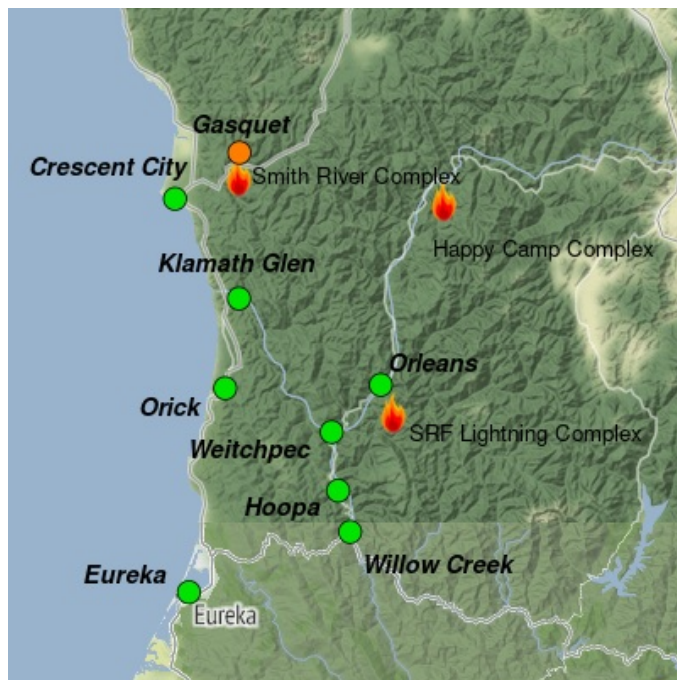 Gasquet
Crescent City
Smith River Complex
Happy Camp Complex
Klamath Glen
Orleans
Orick
SRF Lightning Complex
Weitchpec
Hoopa
Willow Creek
Eureka
Eureka